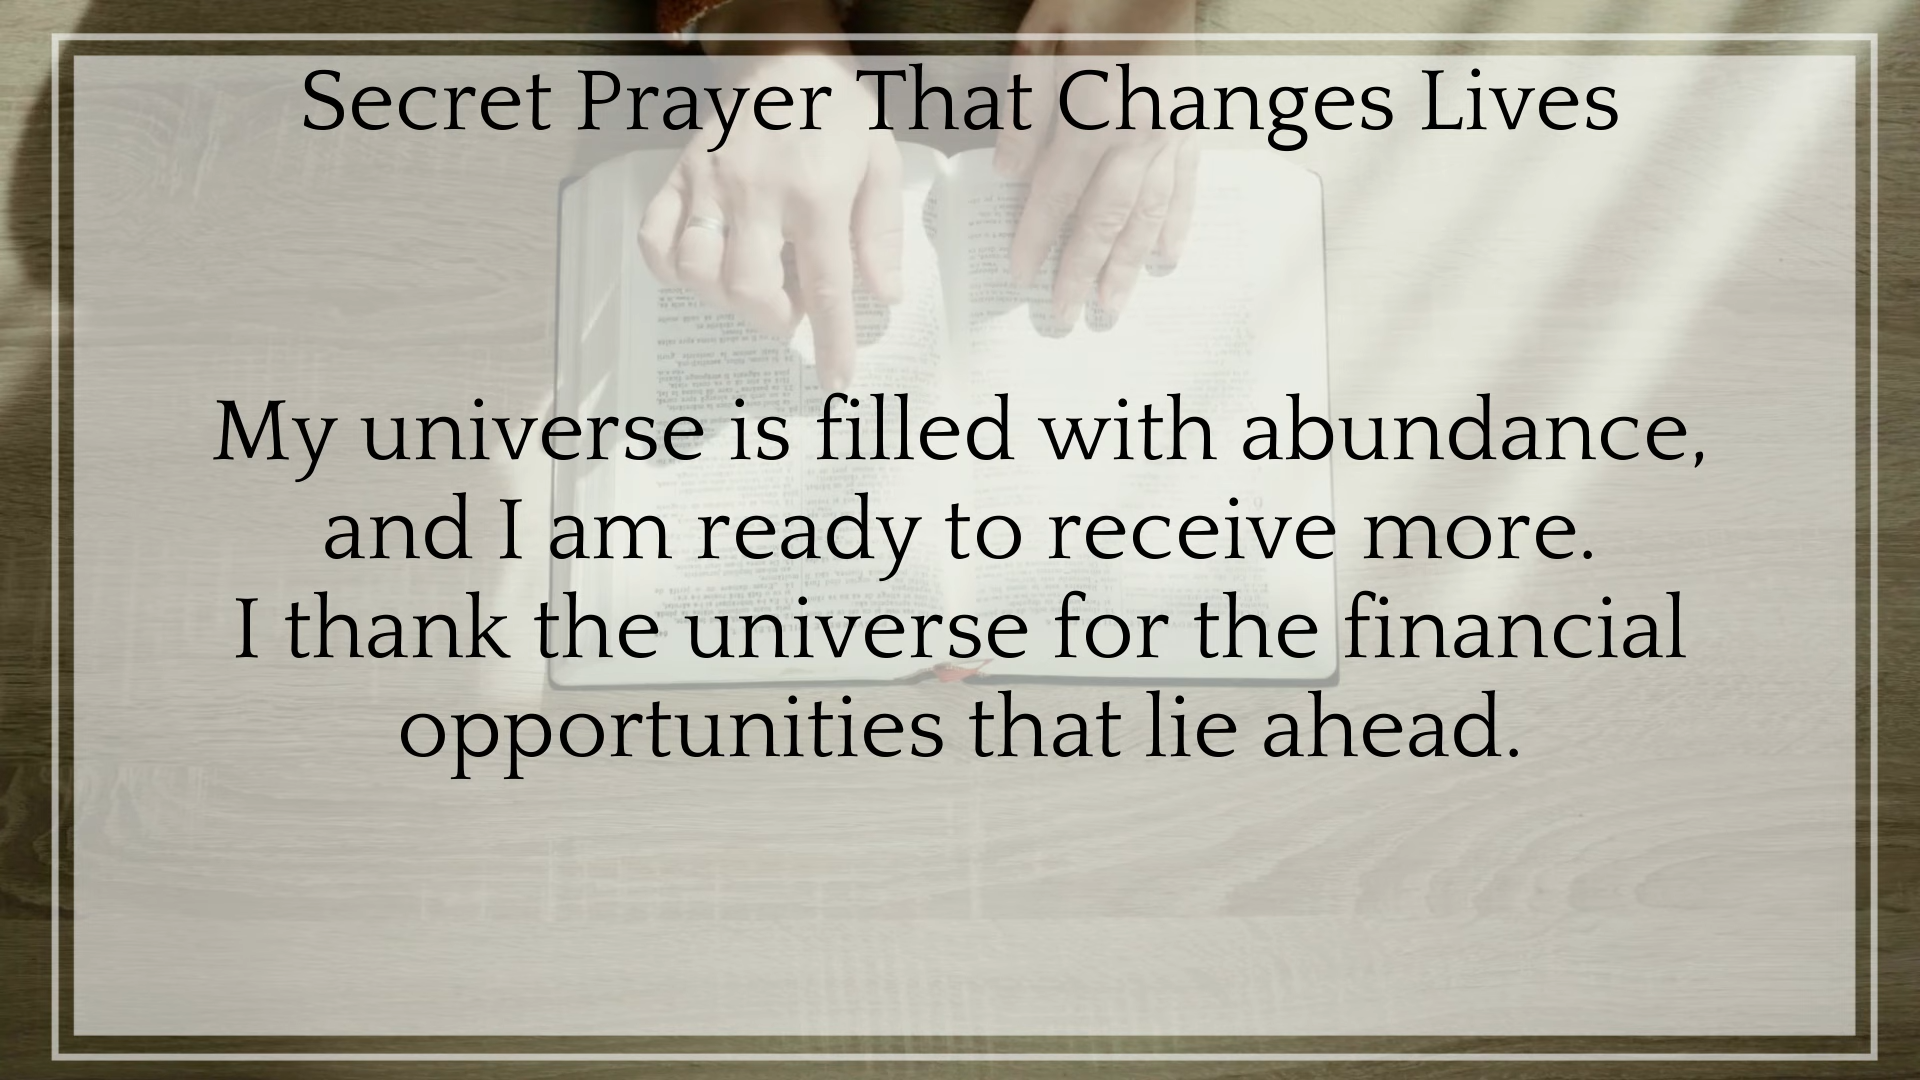 Secret Prayer That Changes Lives
My universe is filled with abundance,
and I am ready to receive more.
I thank the universe for the financial
opportunities that lie ahead.